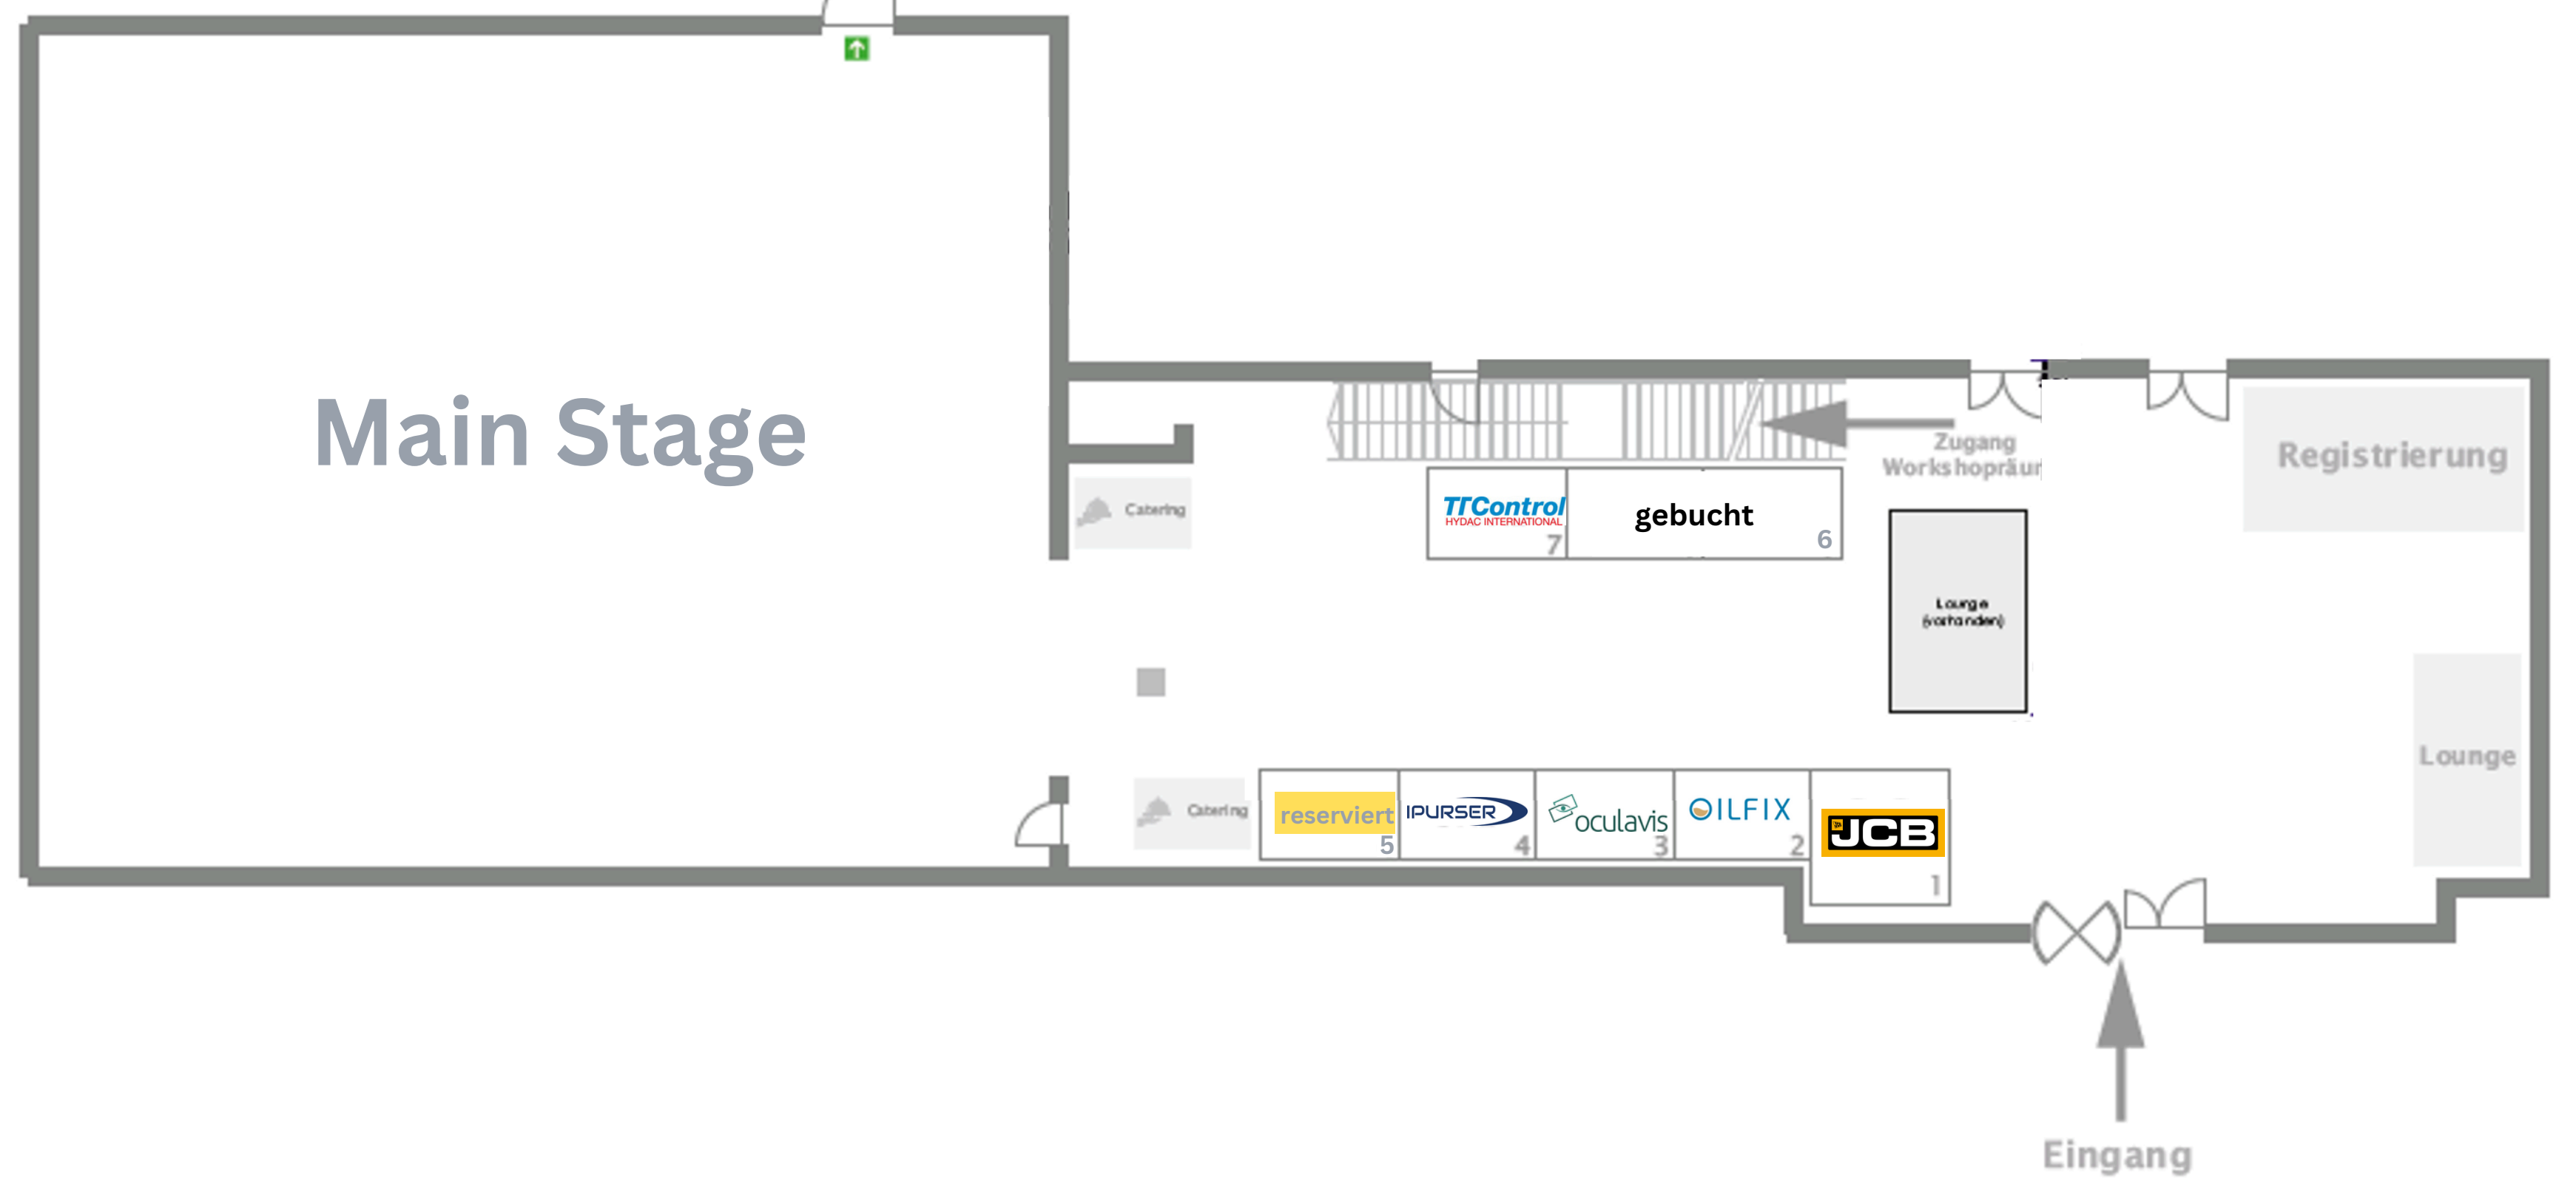 Main Stage
Zugang
Workshopräu
Registrierung
Catering
TTControl
HYDAC INTERNATIONAL
7
gebucht
6
Lounge
(vorhanden)
Lounge
Catering
reserviert
5
IPURSER
4
oculavis
3
OILFIX
2
JCB
1
Eingang